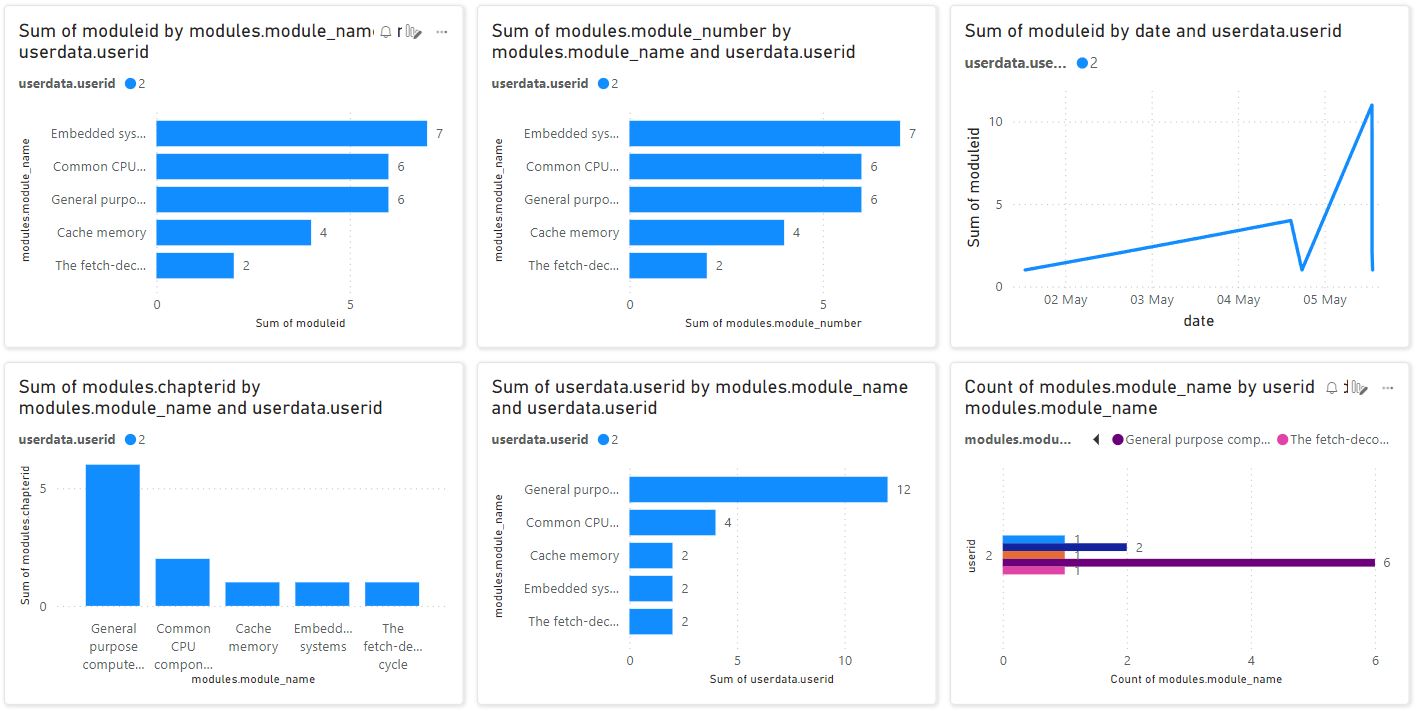 Sum of moduleid by modules.module_name
userdata.userid
userdata.userid 2
modules.module_name
Embedded sys... 7
Common CPU... 6
General purpo... 6
Cache memory 4
The fetch-dec... 2
0 5
Sum of moduleid
Sum of modules.module_number by
modules.module_name and userdata.userid
userdata.userid 2
modules.module_name
Embedded sys... 7
Common CPU... 6
General purpo... 6
Cache memory 4
The fetch-dec... 2
0 5
Sum of modules.module_number
Sum of moduleid by date and userdata.userid
userdata.use... 2
Sum of moduleid
10
5
0
02 May 03 May 04 May 05 May
date
Sum of modules.chapterid by
modules.module_name and userdata.userid
userdata.userid 2
Sum of modules.chapterid
5
0
General Common Cache Embedd... The
purpose CPU memory systems fetch-de...
compute... compon... cycle
modules.module_name
Sum of userdata.userid by modules.module_name
and userdata.userid
userdata.userid 2
modules.module_name
General purpo... 12
Common CPU... 4
Cache memory 2
Embedded sys... 2
The fetch-dec... 2
0 5 10
Sum of userdata.userid
Count of modules.module_name by userid
modules.module_name
modules.modu... General purpose comp... The fetch-deco...
userid
1
2
2 1
6
1
0 2 4 6
Count of modules.module_name